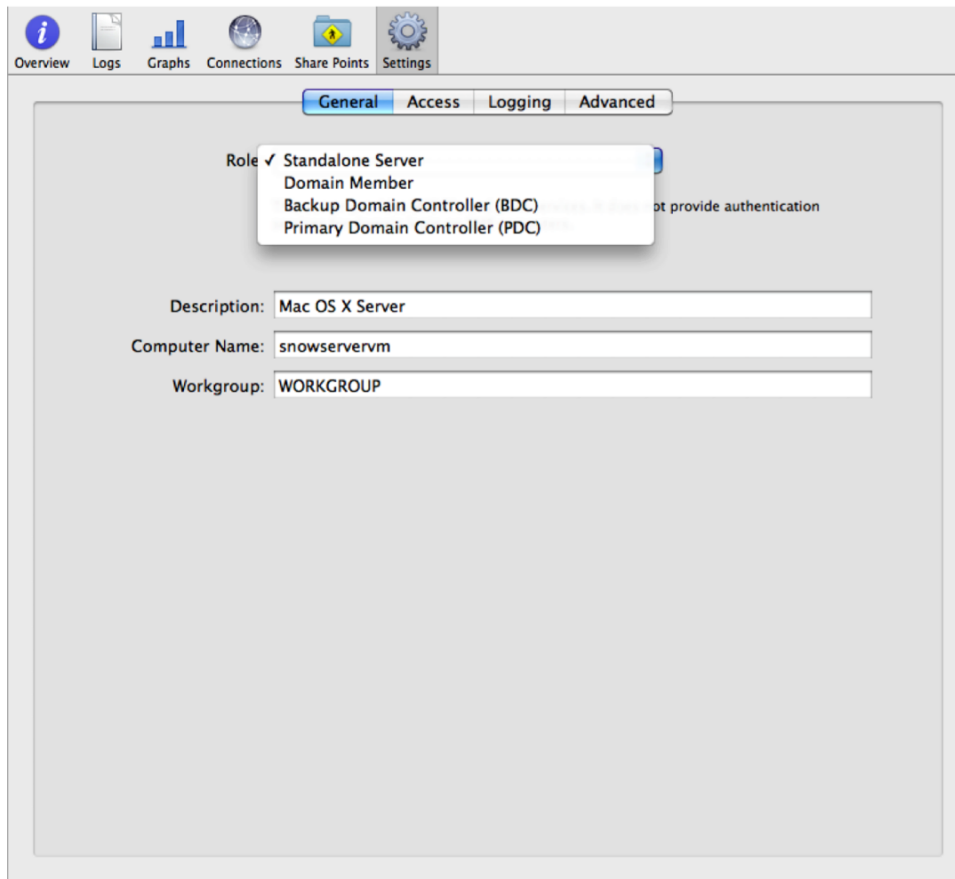 Overview Logs Graphs Connections Share Points Settings
General Access Logging Advanced
Role ✓ Standalone Server
Domain Member
Backup Domain Controller (BDC)
not provide authentication
Primary Domain Controller (PDC)
Description: Mac OS X Server
Computer Name: snowservervm
Workgroup: WORKGROUP